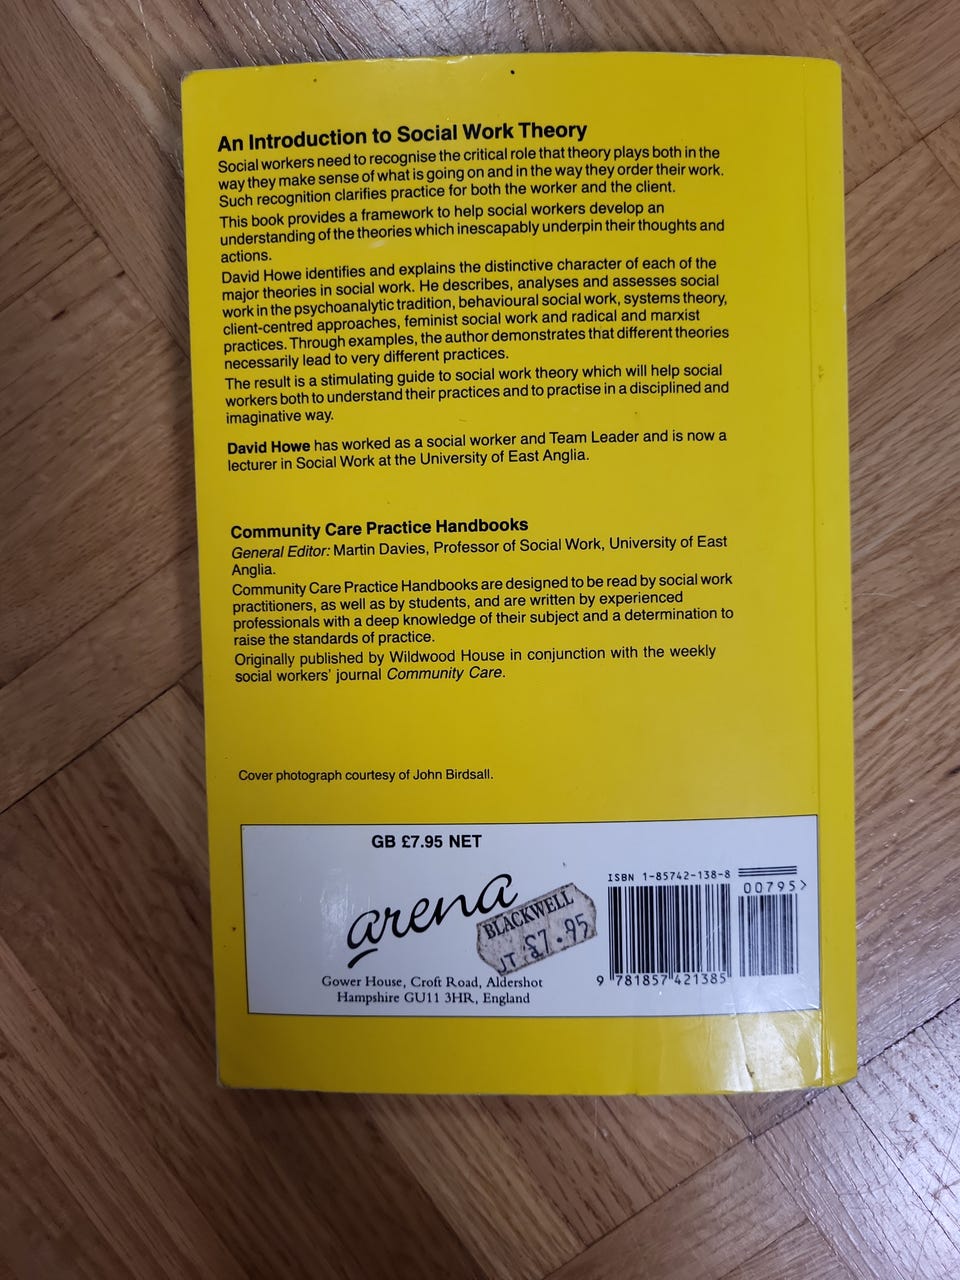 An Introduction to Social Work Theory
Social workers need to recognise the critical role that theory plays both in the
way they make sense of what is going on and in the way they order their work.
Such recognition clarifies practice for both the worker and the client.
This book provides a framework to help social workers develop an
understanding of the theories which inescapably underpin their thoughts and
actions.
David Howe identifies and explains the distinctive character of each of the
major theories in social work. He describes, analyses and assesses social
work in the psychoanalytic tradition, behavioural social work, systems theory,
client-centred approaches, feminist social work and radical and marxist
practices. Through examples, the author demonstrates that different theories
necessarily lead to very different practices.
The result is a stimulating guide to social work theory which will help social
workers both to understand their practices and to practise in a disciplined and
imaginative way.
David Howe has worked as a social worker and Team Leader and is now a
lecturer in Social Work at the University of East Anglia.
Community Care Practice Handbooks
General Editor: Martin Davies, Professor of Social Work, University of East
Anglia.
Community Care Practice Handbooks are designed to be read by social work
practitioners, as well as by students, and are written by experienced
professionals with a deep knowledge of their subject and a determination to
raise the standards of practice.
Originally published by Wildwood House in conjunction with the weekly
social workers' journal Community Care.
Cover photograph courtesy of John Birdsall.
GB £7.95 NET
arena
BLACKWELL
JT £7.95
Gower House, Croft Road, Aldershot
Hampshire GU11 3HR, England
ISBN 1-85742-138-8
00795>
9 781857 421385